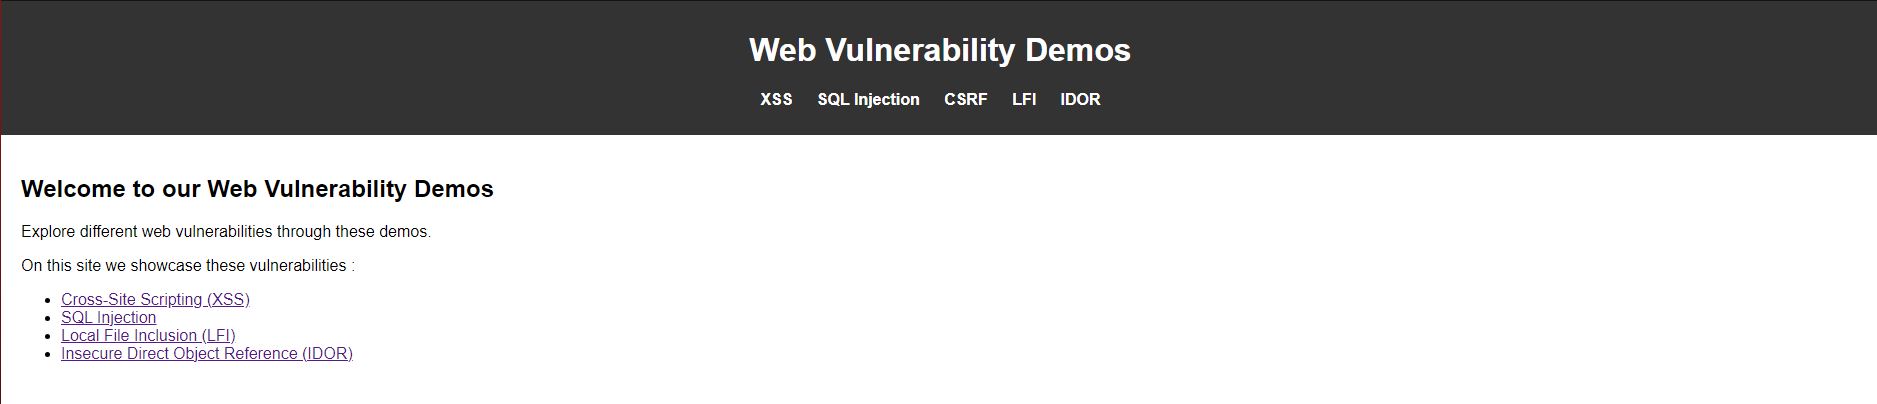 Web Vulnerability Demos
XSS SQL Injection CSRF LFI IDOR
Welcome to our Web Vulnerability Demos
Explore different web vulnerabilities through these demos.
On this site we showcase these vulnerabilities :
Cross-Site Scripting (XSS)
SQL Injection
Local File Inclusion (LFI)
Insecure Direct Object Reference (IDOR)